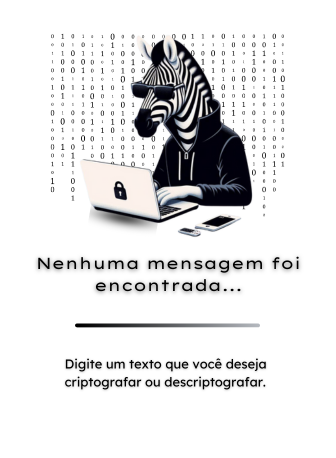 Nenhuma mensagem foi
encontrada...
Digite um texto que você deseja
criptografar ou descriptografar.